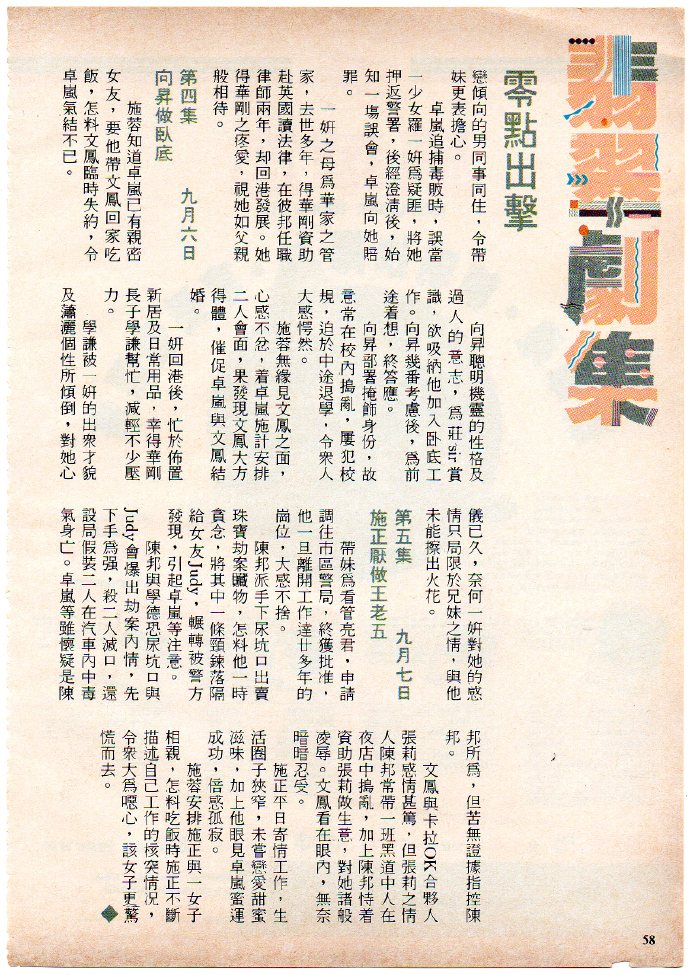 翡翠劇集
零點出擊
戀傾向的男同事同住，令帶
妹更表擔心。
卓嵐追捕毒販時，誤當
一少女羅一妍爲疑匪，將她
押返警署，後經澄清後，始
知一塲誤會，卓嵐向她賠
罪。
一妍之母爲華家之管
家，去世多年，得華剛資助
赴英國讀法律，在彼邦任職
律師兩年，却回港發展。她
得華剛之疼愛，視她如父親
般相待。
第四集　九月六日
向昇做臥底
施蓉知道卓嵐已有親密
女友，要他帶文鳳回家吃
飯，怎料文鳳臨時失約，令
卓嵐氣結不已。
向昇聰明機靈的性格及
過人的意志，爲莊sir賞
識，欲吸納他加入卧底工
作。向昇幾番考慮後，爲前
途着想，終答應。
向昇部署掩飾身份，故
意常在校內搗亂，屢犯校
規，迫於中途退學，令衆人
大感愕然。
施蓉無緣見文鳳之面，
心感不忿，着卓嵐施計安排
二人會面，果發現文鳳大方
得體，催促卓嵐與文鳳結
婚。
一妍回港後，忙於佈置
新居及日常用品，幸得華剛
長子學謙幫忙，減輕不少壓
力。
學謙被一妍的出衆才貌
及瀟灑個性所傾倒，對她心
儀已久，奈何一妍對她的感
情只局限於兄妹之情，與他
未能擦出火花。
第五集　九月七日
施正厭做王老五
帶妹爲看管亮君，申請
調往市區警局，終獲批准，
他一旦離開工作達廿多年的
崗位，大感不捨。
陳邦派手下尿坑口出賣
珠寶劫案贓物，怎料他一時
貪念，將其中一條頸鍊落隔
給女友Judy，輾轉被警方
發現，引起卓嵐等注意。
陳邦與學德恐尿坑口與
Judy會爆出劫案內情，先
下手爲强，殺二人滅口，還
設局假裝二人在汽車內中毒
氣身亡。卓嵐等雖懷疑是陳
邦所爲，但苦無證據指控陳
邦。
文鳳與卡拉OK合夥人
張莉感情甚篤，但張莉之情
人陳邦常帶一班黑道中人在
夜店中搗亂，加上陳邦恃着
資助張莉做生意，對她諸般
凌辱。文鳳看在眼內，無奈
暗暗忍受。
施正平日寄情工作，生
活圈子狹窄，未嘗戀愛甜蜜
滋味，加上他眼見卓嵐蜜運
成功，倍感孤寂。
施蓉安排施正與一女子
相親，怎料吃飯時施正不斷
描述自己工作的核突情況，
令衆大爲噁心，該女子更驚
慌而去。
58